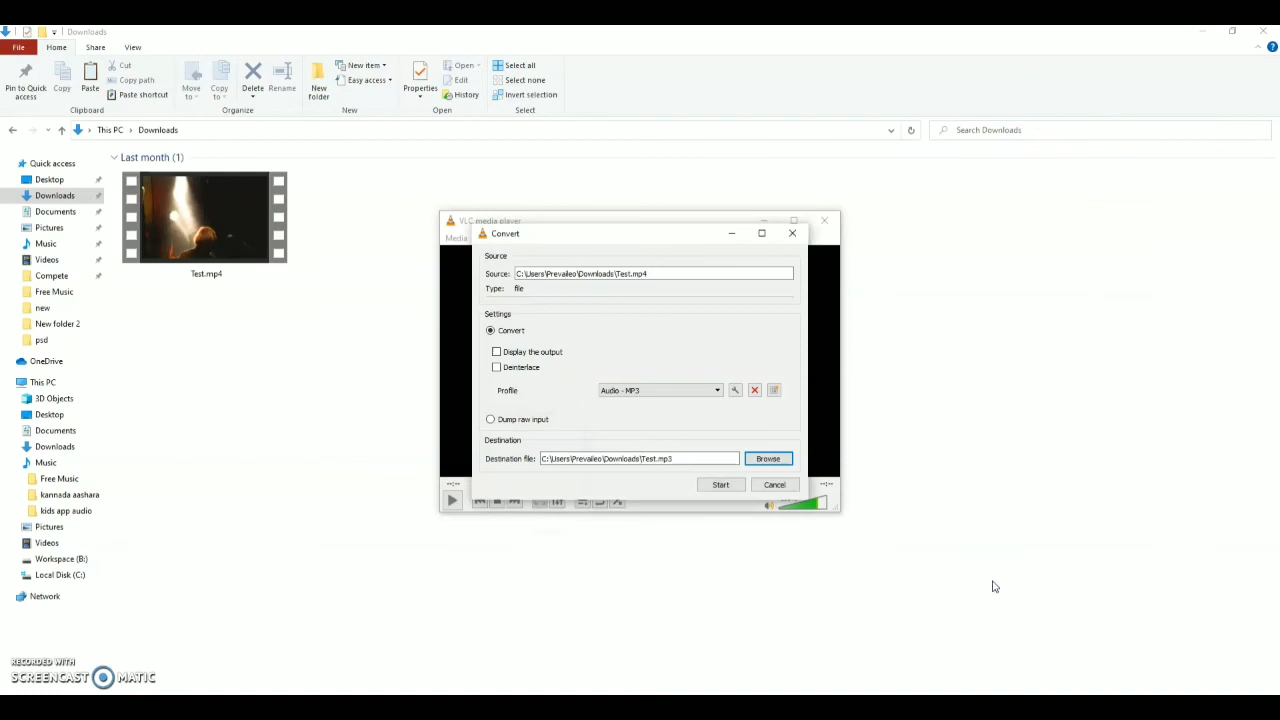 Downloads
File Home Share View
Pin to Quick access
Copy
Paste
Cut
Copy path
Paste shortcut
Clipboard
Move to
Copy to
Delete
Rename
Organize
New folder
New item
Easy access
New
Properties
Open
Edit
History
Open
Select all
Select none
Invert selection
Select
This PC Downloads
Search Downloads
Quick access
Desktop
Downloads
Documents
Pictures
Music
Videos
Compete
Free Music
new
New folder 2
psd
OneDrive
This PC
3D Objects
Desktop
Documents
Downloads
Music
Free Music
kannada aashara
kids app audio
Pictures
Videos
Workspace (B:)
Local Disk (C:)
Network
Last month (1)
Test.mp4
VLC media player
Media
Convert
Source
Source: C:\Users\Prevaileo\Downloads\Test.mp4
Type: file
Settings
Convert
Display the output
Deinterlace
Profile Audio - MP3
Dump raw input
Destination
Destination file: C:\Users\Prevaileo\Downloads\Test.mp3 Browse
Start Cancel
--:-- --:--
RECORDED WITH
SCREENCAST MATIC